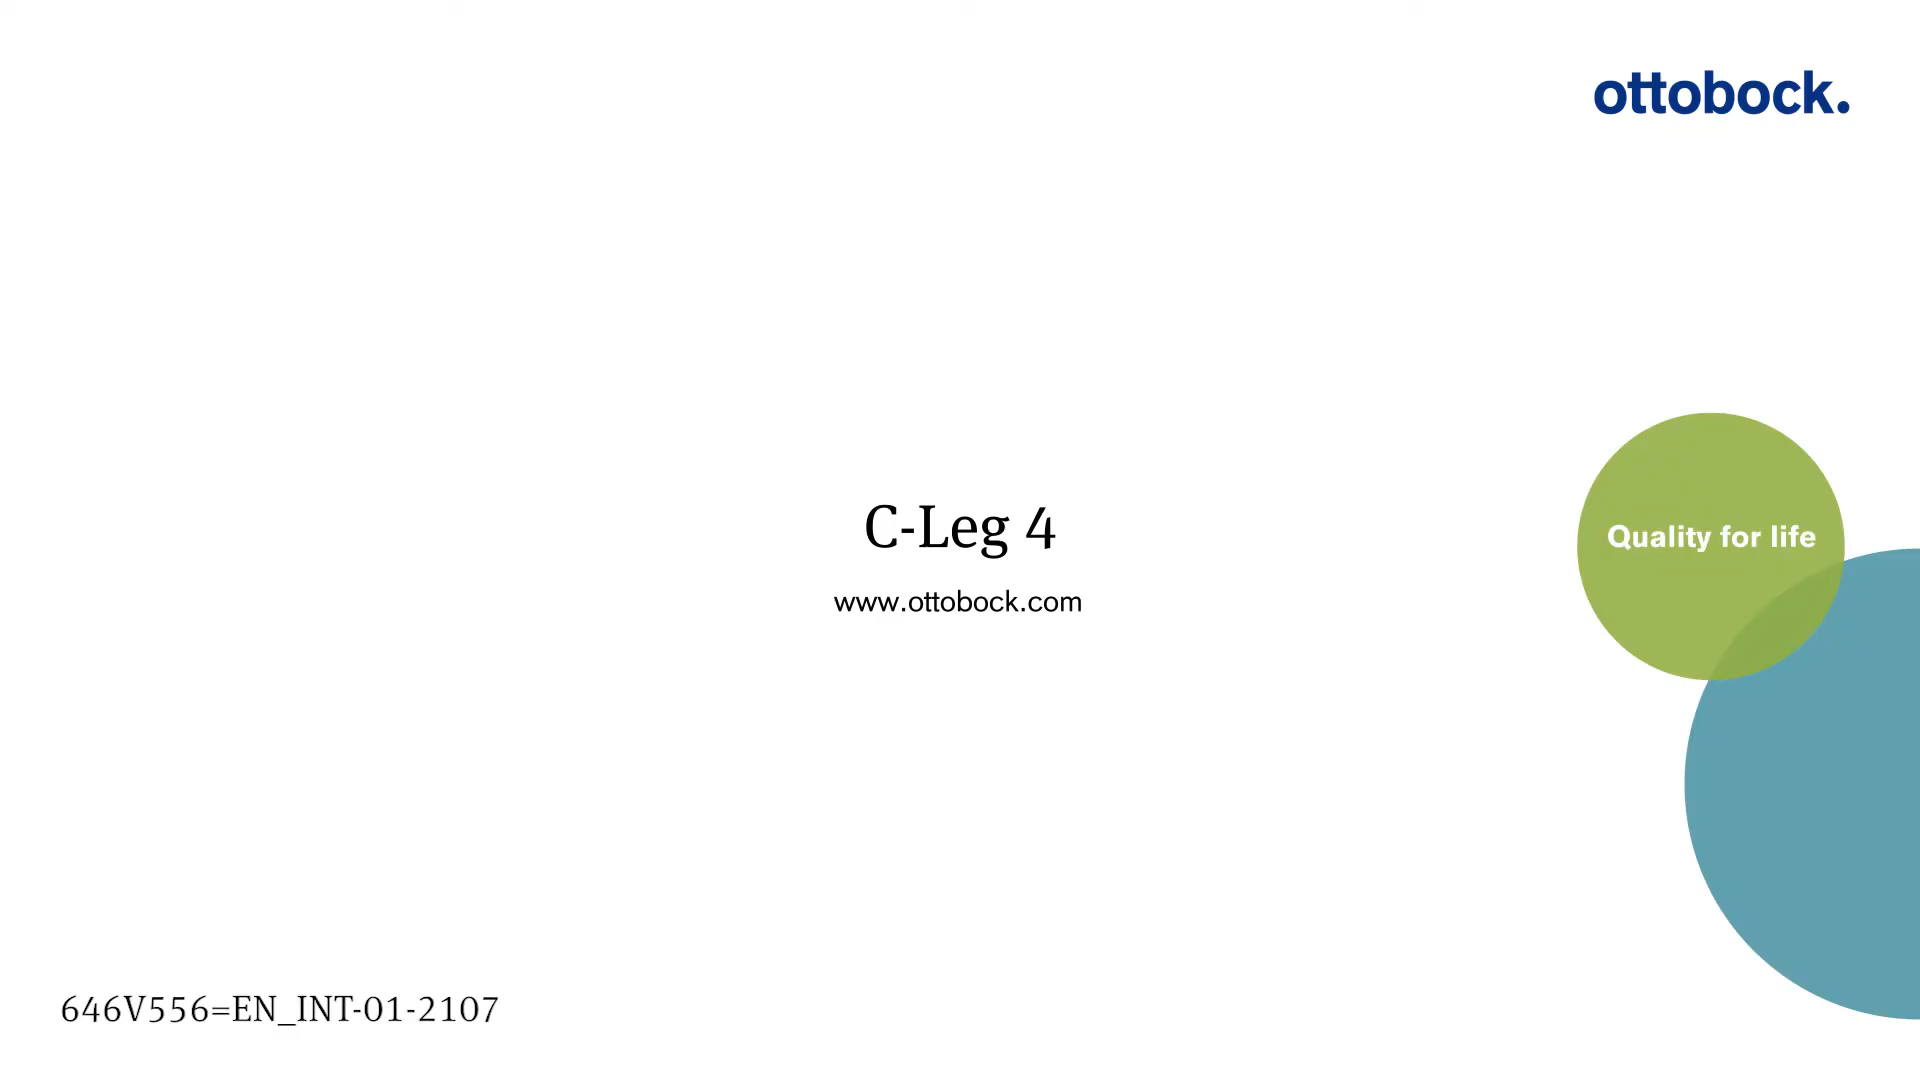 ottobock.
C-Leg 4
www.ottobock.com
Quality for life
646V556=EN_INT-01-2107